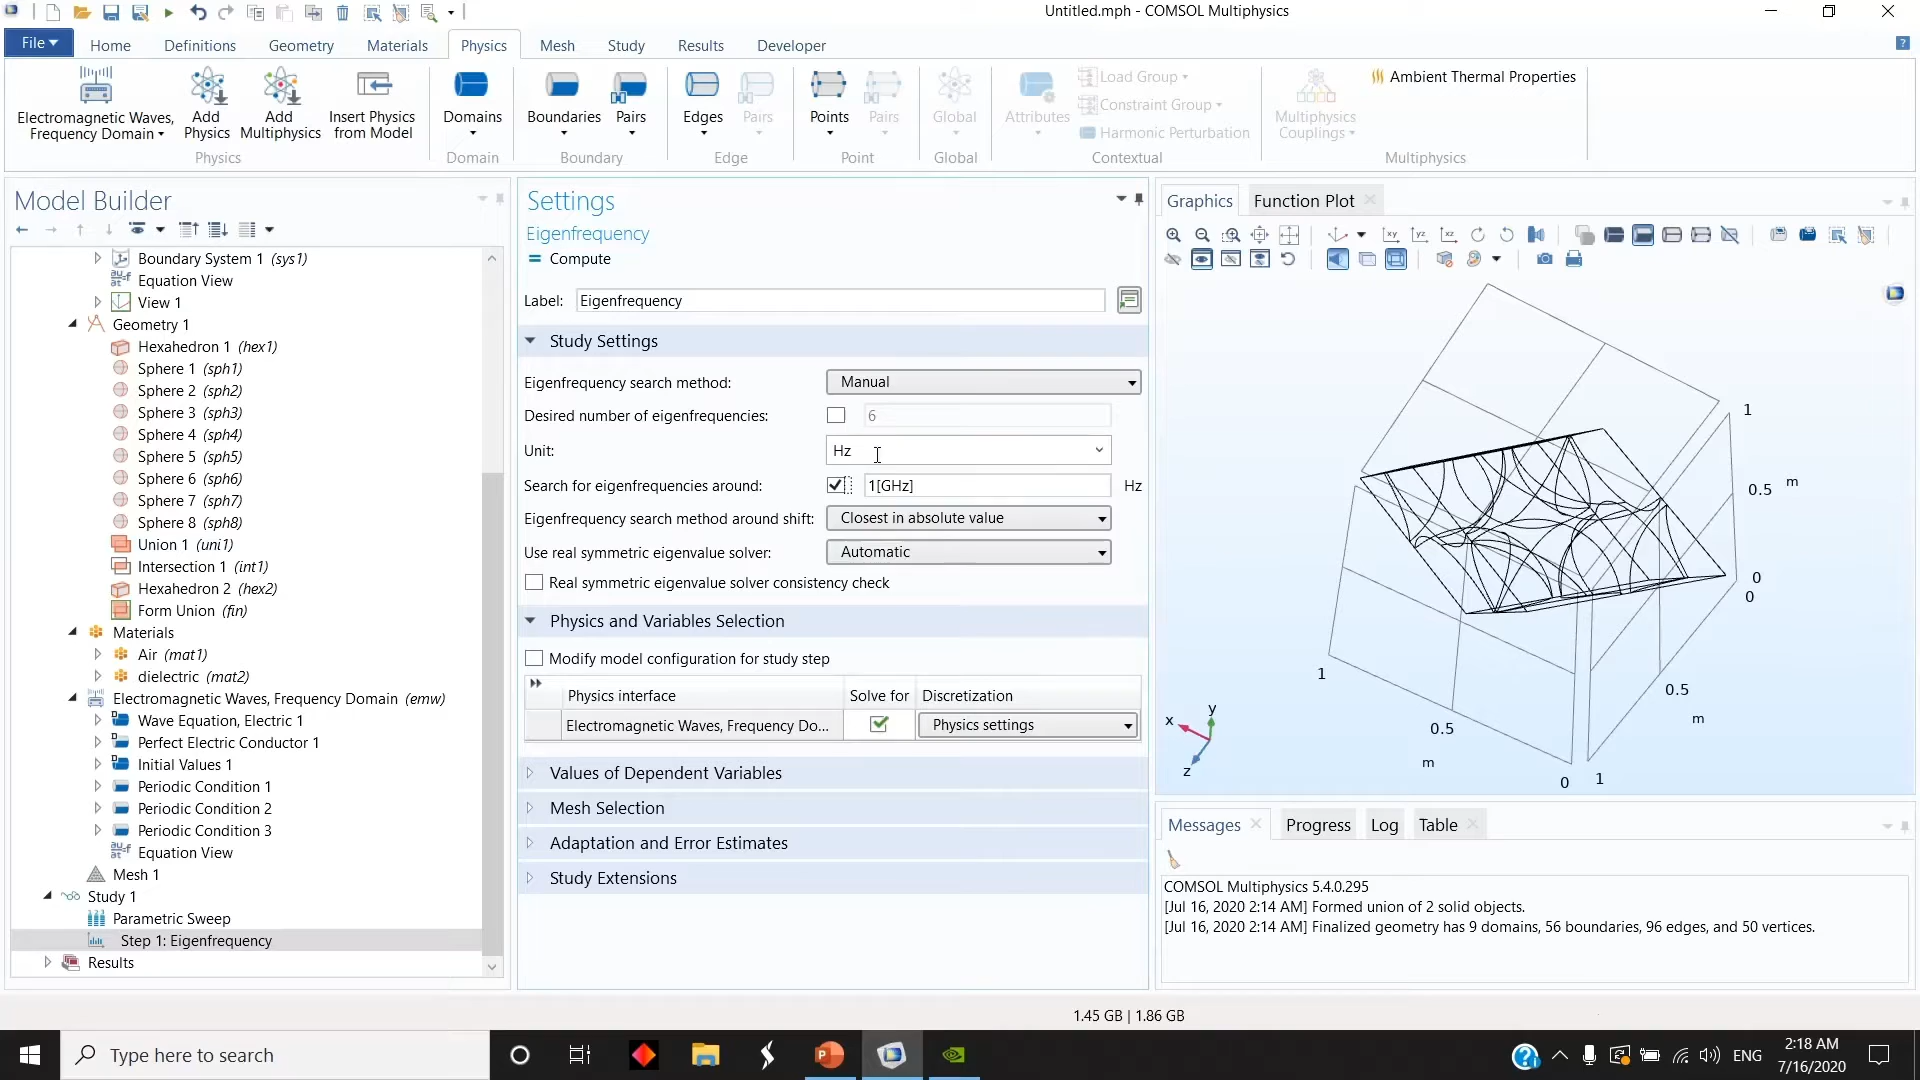 Untitled.mph - COMSOL Multiphysics
File
Home
Definitions
Geometry
Materials
Physics
Mesh
Study
Results
Developer
Electromagnetic Waves,
Frequency Domain
Add
Physics
Add
Multiphysics
Insert Physics
from Model
Physics
Domains
Domain
Boundaries
Pairs
Boundary
Edges
Pairs
Edge
Points
Pairs
Point
Global
Global
Attributes
Load Group
Constraint Group
Harmonic Perturbation
Contextual
Multiphysics
Couplings
Ambient Thermal Properties
Multiphysics
Model Builder
Boundary System 1 (sys1)
Equation View
View 1
Geometry 1
Hexahedron 1 (hex1)
Sphere 1 (sph1)
Sphere 2 (sph2)
Sphere 3 (sph3)
Sphere 4 (sph4)
Sphere 5 (sph5)
Sphere 6 (sph6)
Sphere 7 (sph7)
Sphere 8 (sph8)
Union 1 (uni1)
Intersection 1 (int1)
Hexahedron 2 (hex2)
Form Union (fin)
Materials
Air (mat1)
dielectric (mat2)
Electromagnetic Waves, Frequency Domain (emw)
Wave Equation, Electric 1
Perfect Electric Conductor 1
Initial Values 1
Periodic Condition 1
Periodic Condition 2
Periodic Condition 3
Equation View
Mesh 1
Study 1
Parametric Sweep
Step 1: Eigenfrequency
Results
Settings
Eigenfrequency
= Compute
Label: Eigenfrequency
Study Settings
Eigenfrequency search method: Manual
Desired number of eigenfrequencies: 6
Unit: Hz
Search for eigenfrequencies around: 1[GHz] Hz
Eigenfrequency search method around shift: Closest in absolute value
Use real symmetric eigenvalue solver: Automatic
Real symmetric eigenvalue solver consistency check
Physics and Variables Selection
Modify model configuration for study step
Physics interface Solve for Discretization
Electromagnetic Waves, Frequency Do... Physics settings
Values of Dependent Variables
Mesh Selection
Adaptation and Error Estimates
Study Extensions
Graphics Function Plot
xy yz xz
1
0.5 m
0
0
1
0.5
m
0.5
m
0 1
y
x
z
Messages Progress Log Table
COMSOL Multiphysics 5.4.0.295
[Jul 16, 2020 2:14 AM] Formed union of 2 solid objects.
[Jul 16, 2020 2:14 AM] Finalized geometry has 9 domains, 56 boundaries, 96 edges, and 50 vertices.
1.45 GB | 1.86 GB
Type here to search
ENG
2:18 AM
7/16/2020